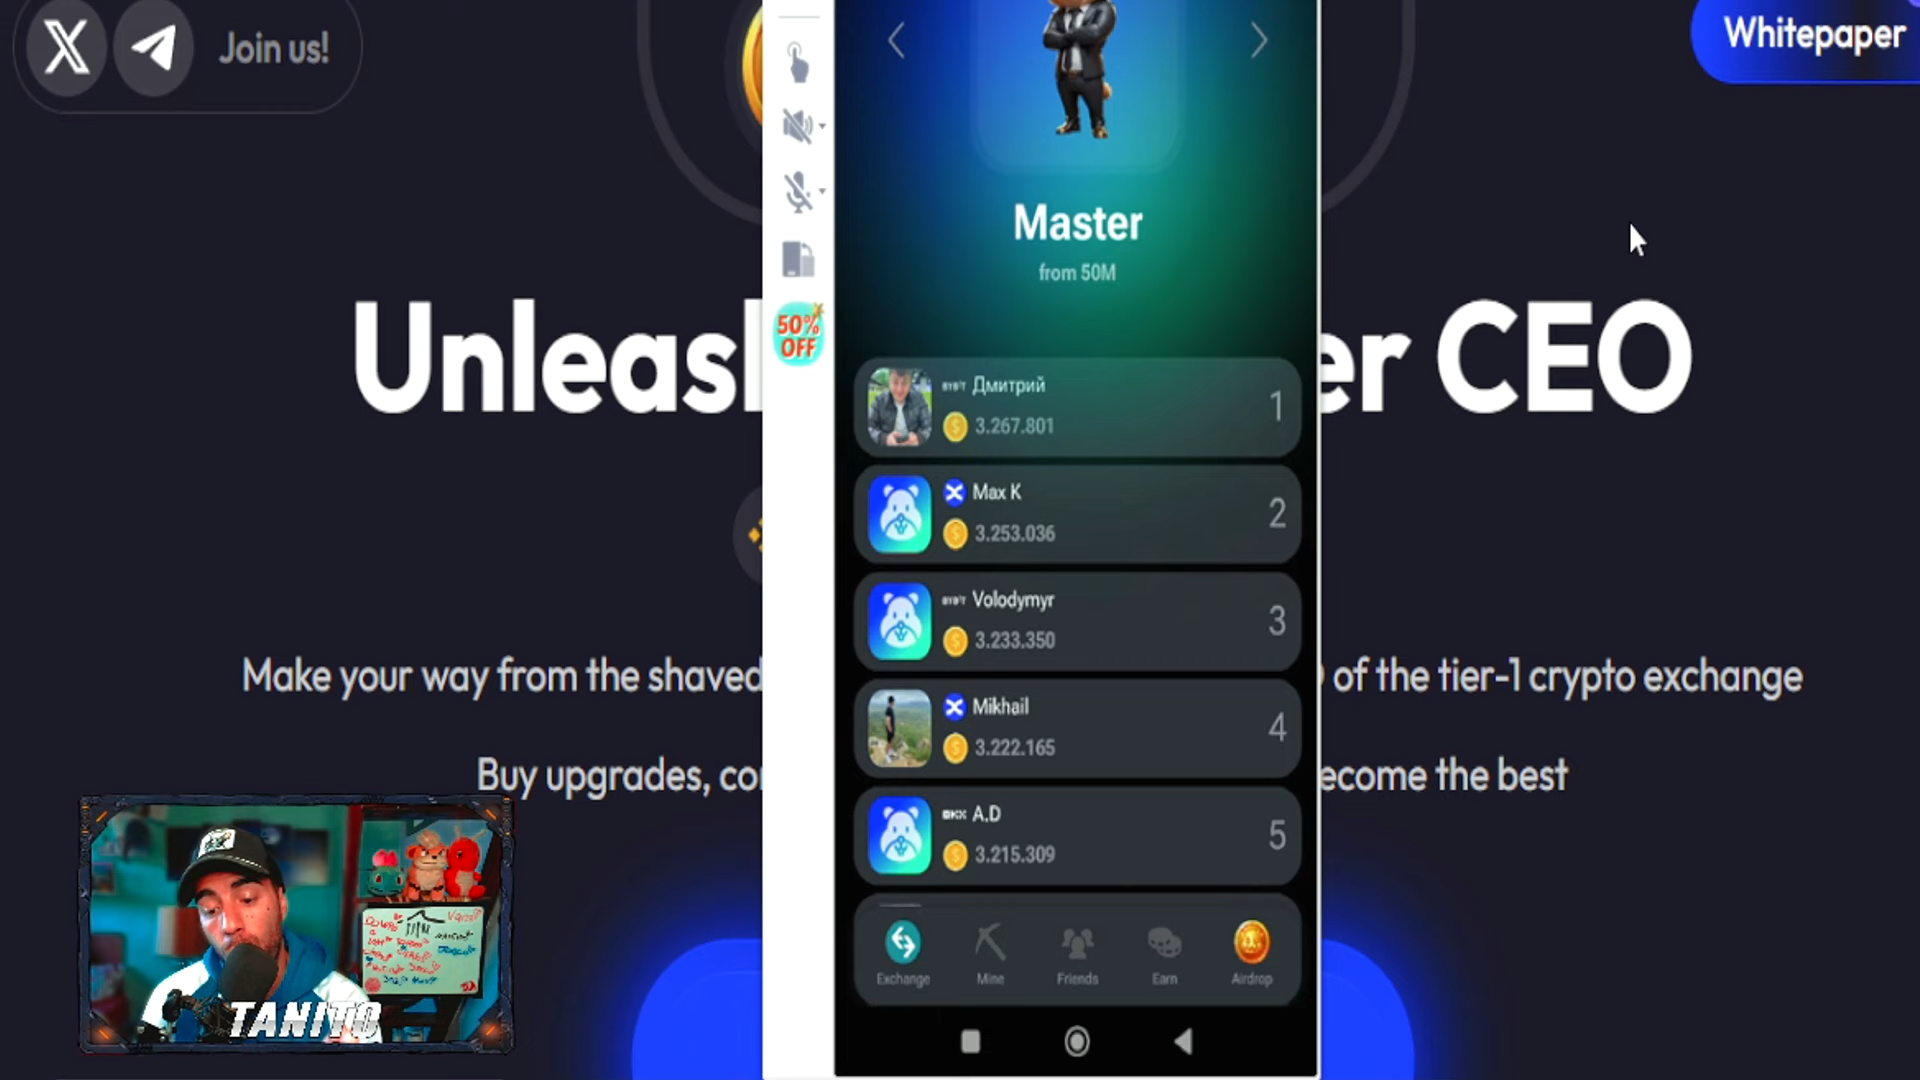 Join us!
Whitepaper
Master
from 50M
50%
OFF
Unleas
er CEO
Дмитрий
3.267.801
1
Max K
3.253.036
2
BYBIT Volodymyr
3.233.350
3
Make your way from the shaved
of the tier-1 crypto exchange
Mikhail
3.222.165
4
Buy upgrades, co
ecome the best
OKX A.D
3.215.309
5
Exchange
Mine
Friends
Earn
Airdrop
TANITO